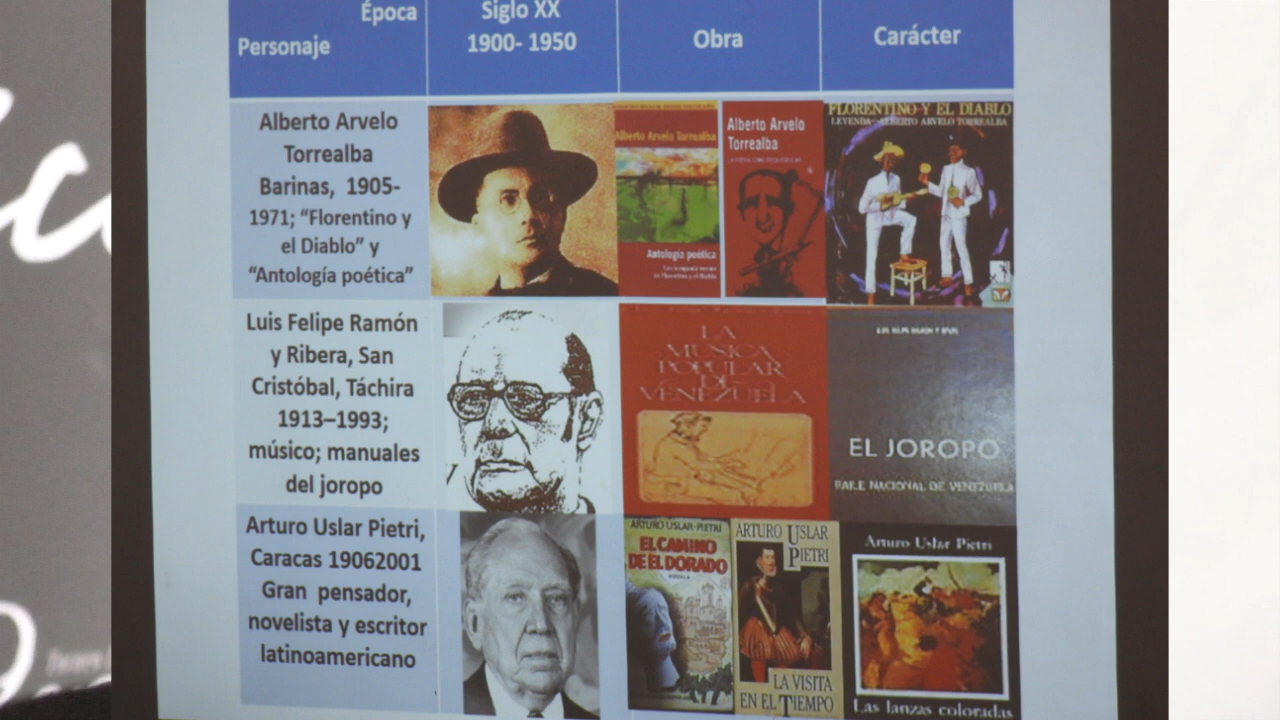 Época
Personaje
Siglo XX
1900- 1950
Obra
Carácter
Alberto Arvelo
Torrealba
Barinas, 1905-
1971; “Florentino y
el Diablo” y
“Antología poética”
Alberto Arvelo Torrealba
Antología poética
Alberto Arvelo
Torrealba
FLORENTINO Y EL DIABLO
LEYENDA-ALBERTO ARVELO TORREALBA
Luis Felipe Ramón
y Ribera, San
Cristóbal, Táchira
1913–1993;
músico; manuales
del joropo
LA
MÚSICA
POPULAR
DE
VENEZUELA
EL JOROPO
BAILE NACIONAL DE VENEZUELA
Arturo Uslar Pietri,
Caracas 19062001
Gran pensador,
novelista y escritor
latinoamericano
ARTURO USLAR-PIETRI
EL CAMINO
DE EL DORADO
NOVELA
ARTURO USLAR
PIETRI
LA VISITA
EN EL TIEMPO
Arturo Uslar Pietri
Las lanzas coloradas